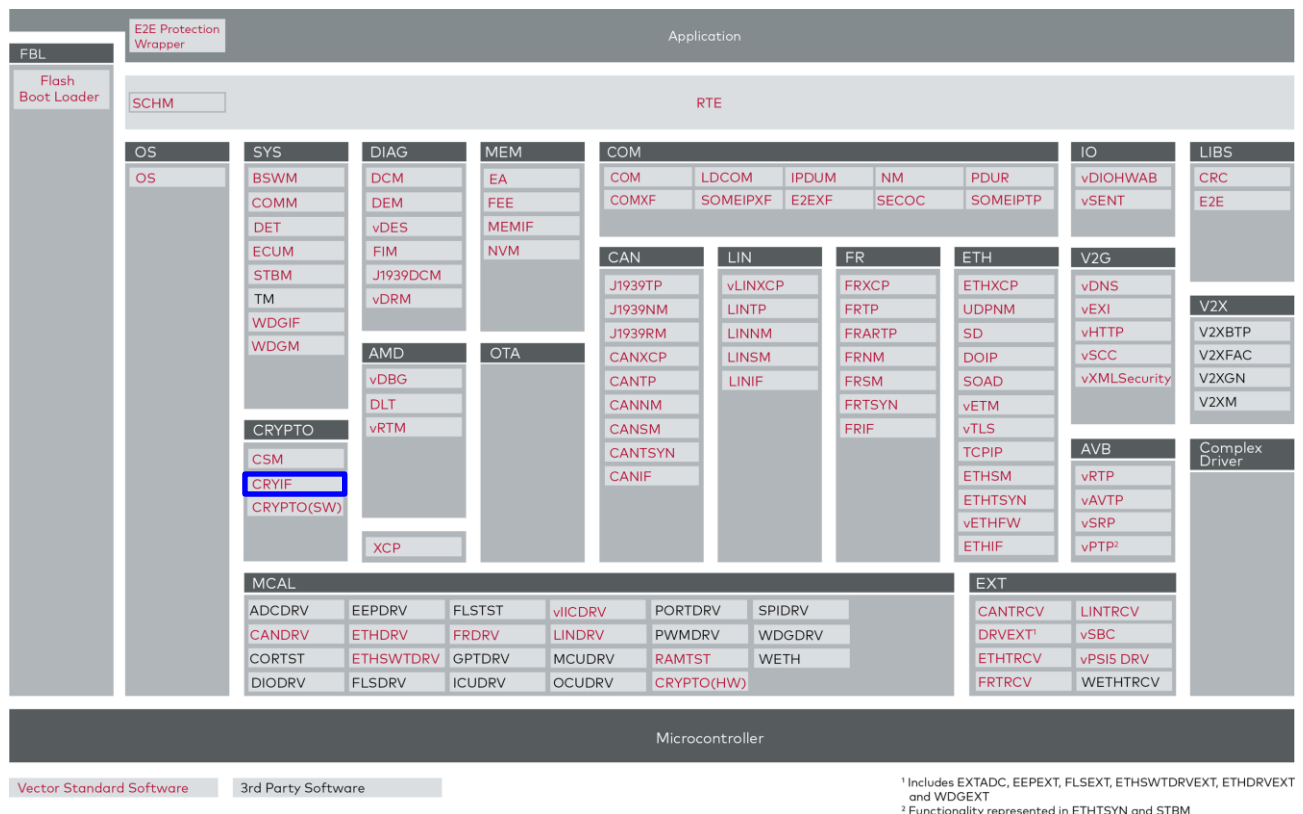 E2E Protection
Wrapper
Application
FBL
Flash
Boot Loader
SCHM
RTE
OS
OS
SYS
BSWM
COMM
DET
ECUM
STBM
TM
WDGIF
WDGM
CRYPTO
CSM
CRYIF
CRYPTO(SW)
DIAG
DCM
DEM
vDES
FIM
J1939DCM
vDRM
AMD
vDBG
DLT
vRTM
XCP
MEM
EA
FEE
MEMIF
NVM
OTA
COM
COM LDCOM IPDUM NM PDUR
COMXF SOMEIPXF E2EXF SECOC SOMEIPTP
CAN
J1939TP
J1939NM
J1939RM
CANXCP
CANTP
CANNM
CANSM
CANTSYN
CANIF
LIN
vLINXCP
LINTP
LINNM
LINSM
LINIF
FR
FRXCP
FRTP
FRARTP
FRNM
FRSM
FRTSYN
FRIF
ETH
ETHXCP
UDPNM
SD
DOIP
SOAD
vETM
vTLS
TCPIP
ETHSM
ETHTSYN
vETHFW
ETHIF
IO
vDIOHWAB
vSENT
V2G
vDNS
vEXI
vHTTP
vSCC
vXMLSecurity
AVB
vRTP
vAVTP
vSRP
vPTP²
LIBS
CRC
E2E
V2X
V2XBTP
V2XFAC
V2XGN
V2XM
Complex
Driver
MCAL
ADCDRV EEPDRV FLSTST vIICDRV PORTDRV SPIDRV
CANDRV ETHDRV FRDRV LINDRV PWMDRV WDGDRV
CORTST ETHSWTDRV GPTDRV MCUDRV RAMTST WETH
DIODRV FLSDRV ICUDRV OCUDRV CRYPTO(HW)
EXT
CANTRCV LINTRCV
DRVEXT¹ vSBC
ETHTRCV vPSI5 DRV
FRTRCV WETHTRCV
Microcontroller
Vector Standard Software 3rd Party Software
¹ Includes EXTADC, EEPEXT, FLSEXT, ETHSWTDRVEXT, ETHDRVEXT
and WDGEXT
² Functionality represented in ETHTSYN and STBM